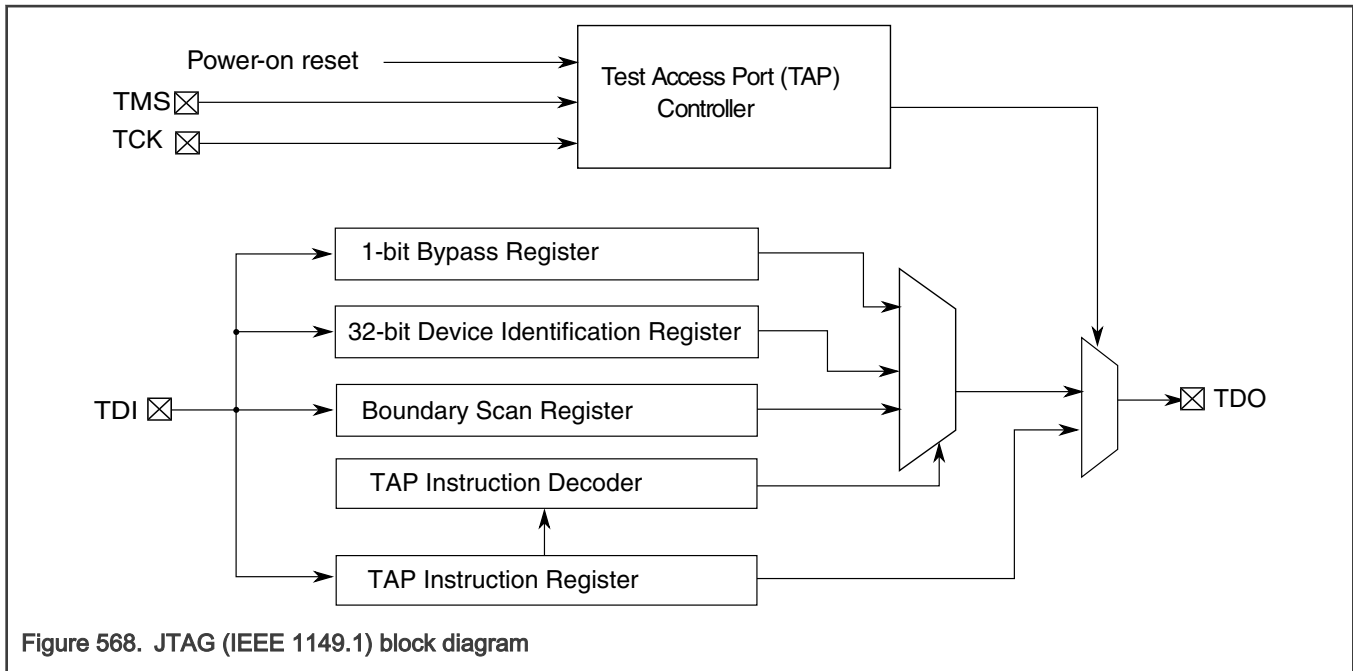 Power-on reset
TMS
TCK
Test Access Port (TAP)
Controller
1-bit Bypass Register
32-bit Device Identification Register
TDI
Boundary Scan Register
TDO
TAP Instruction Decoder
TAP Instruction Register
Figure 568. JTAG (IEEE 1149.1) block diagram